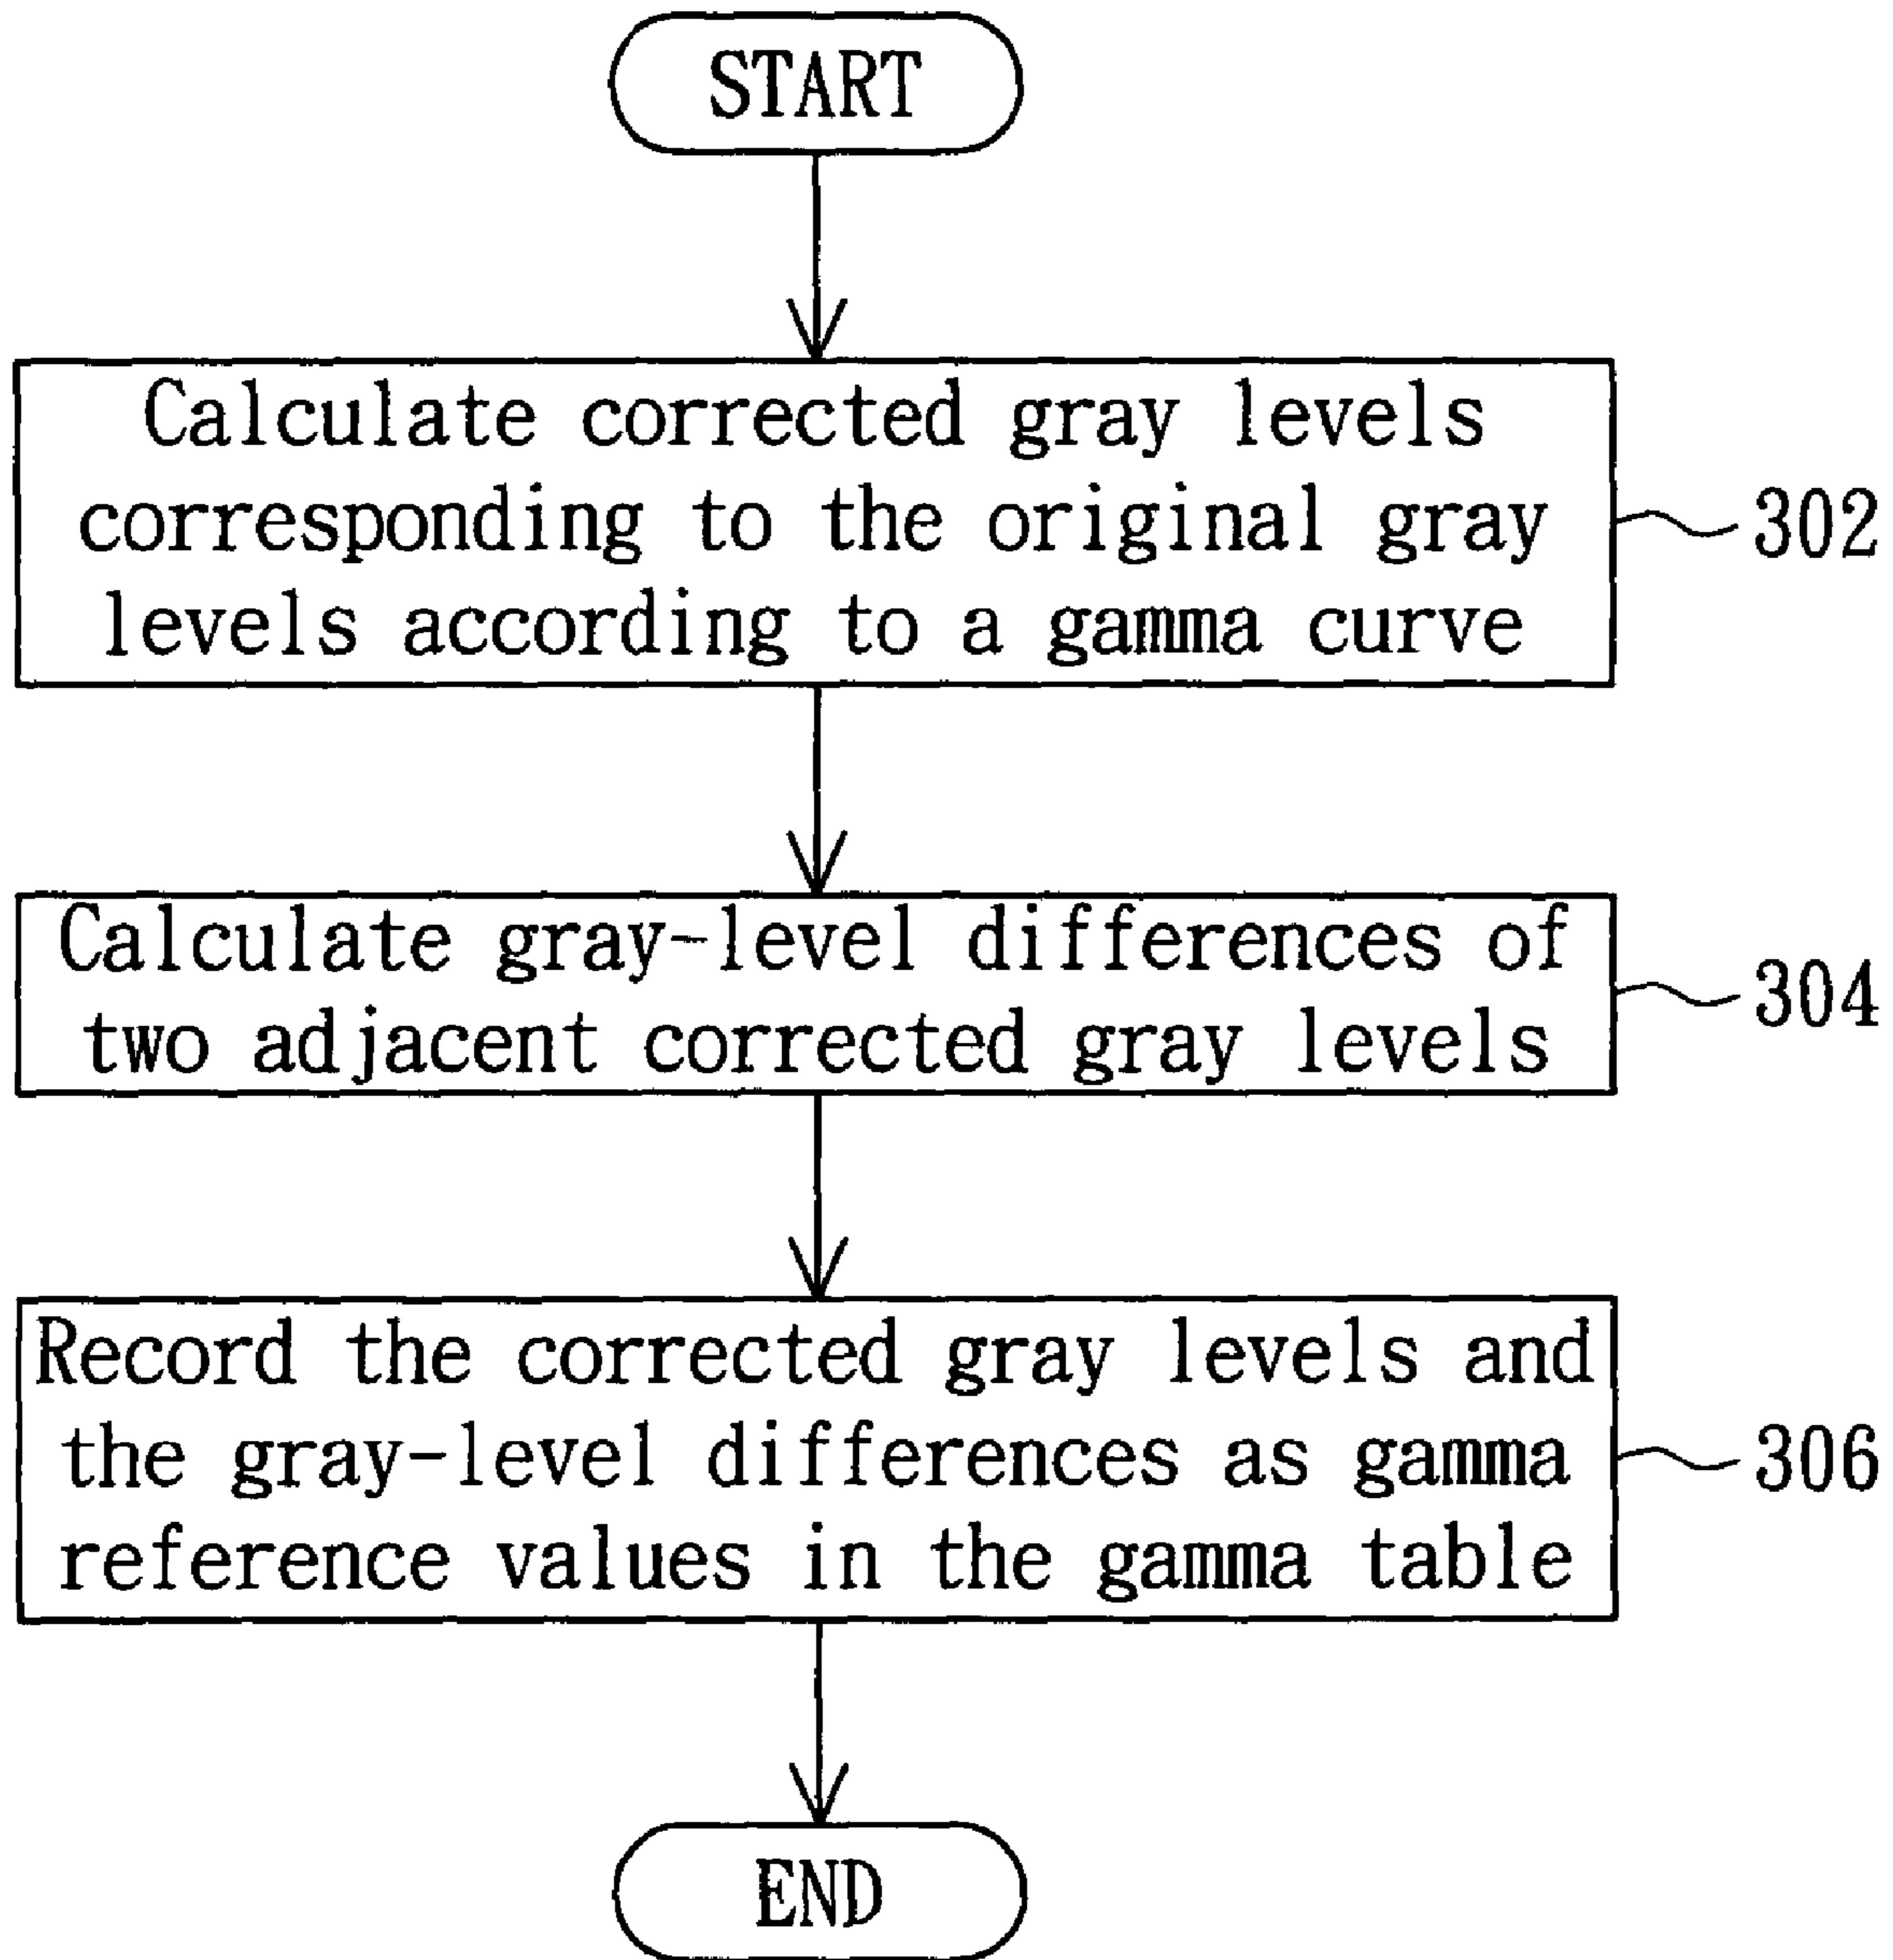 START
Calculate corrected gray levels
corresponding to the original gray
levels according to a gamma curve
302
Calculate gray-level differences of
two adjacent corrected gray levels
304
Record the corrected gray levels and
the gray-level differences as gamma
reference values in the gamma table
306
END